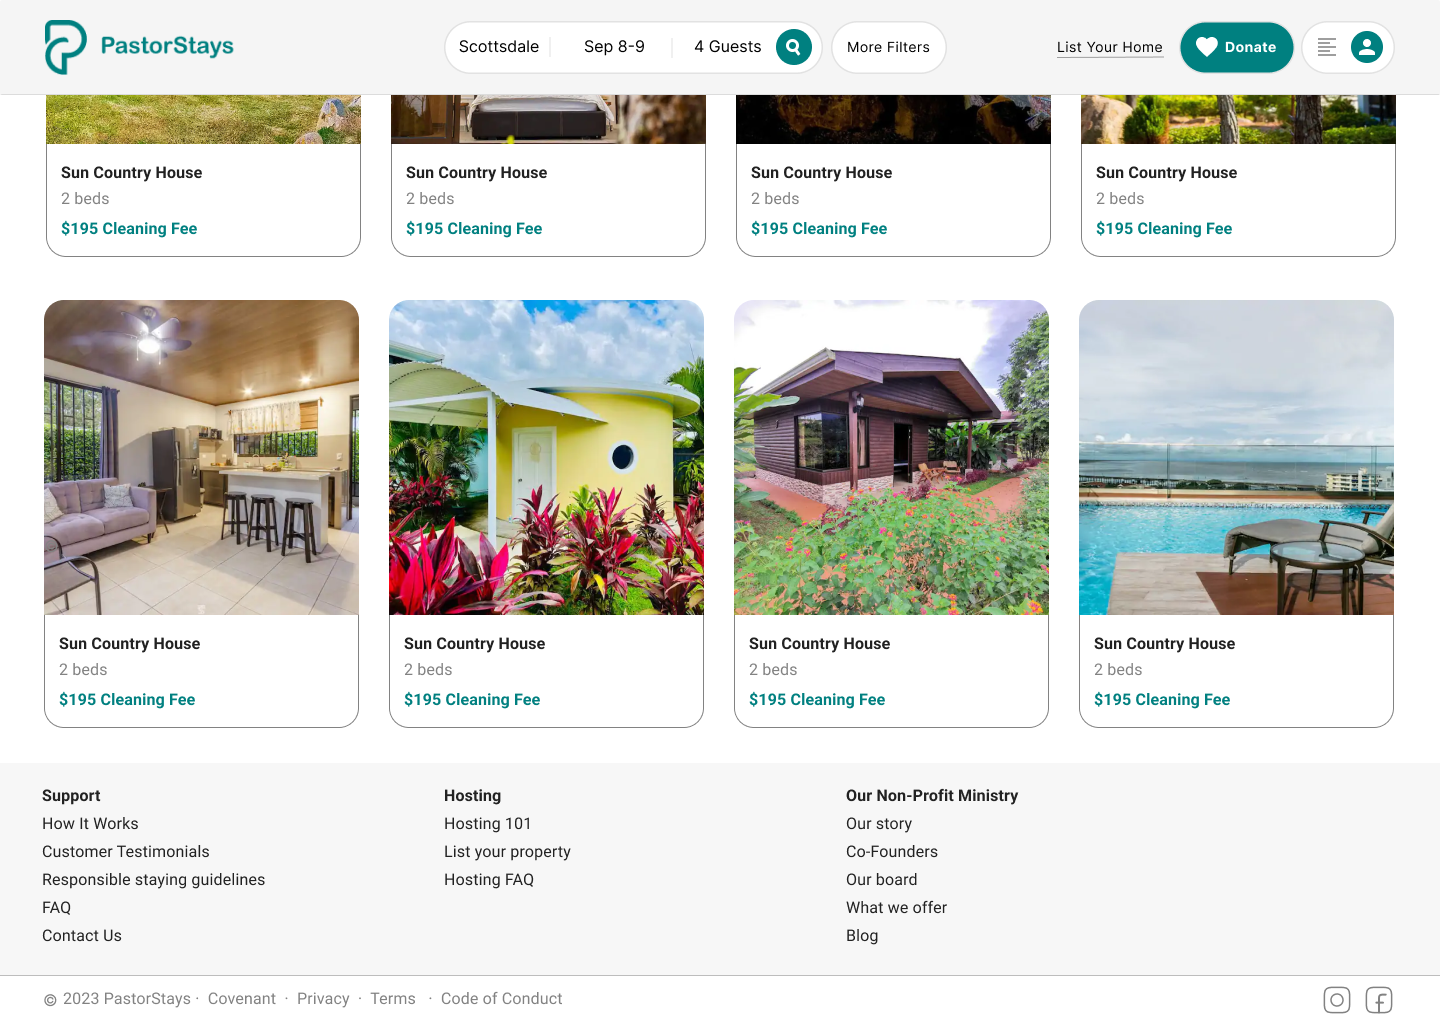 PastorStays
Scottsdale Sep 8-9 4 Guests More Filters List Your Home Donate
Sun Country House
2 beds
$195 Cleaning Fee
Sun Country House
2 beds
$195 Cleaning Fee
Sun Country House
2 beds
$195 Cleaning Fee
Sun Country House
2 beds
$195 Cleaning Fee
Sun Country House
2 beds
$195 Cleaning Fee
Sun Country House
2 beds
$195 Cleaning Fee
Sun Country House
2 beds
$195 Cleaning Fee
Sun Country House
2 beds
$195 Cleaning Fee
Support
How It Works
Customer Testimonials
Responsible staying guidelines
FAQ
Contact Us
Hosting
Hosting 101
List your property
Hosting FAQ
Our Non-Profit Ministry
Our story
Co-Founders
Our board
What we offer
Blog
© 2023 PastorStays · Covenant · Privacy · Terms · Code of Conduct